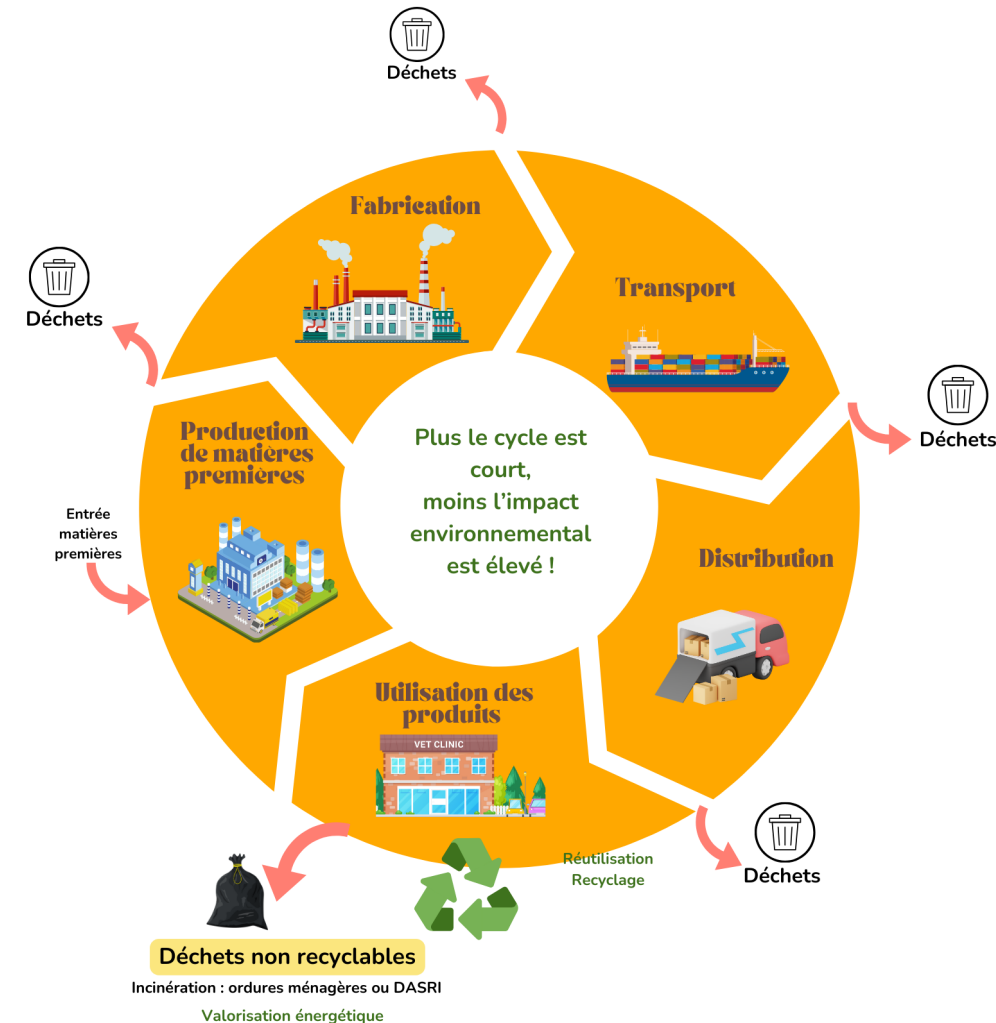 Déchets
Fabrication
Transport
Déchets
Déchets
Production
de matières
premières
Plus le cycle est
court,
moins l'impact
environnemental
est élevé !
Entrée
matières
premières
Distribution
Utilisation des
produits
VET CLINIC
Réutilisation
Recyclage
Déchets
Déchets non recyclables
Incinération : ordures ménagères ou DASRI
Valorisation énergétique